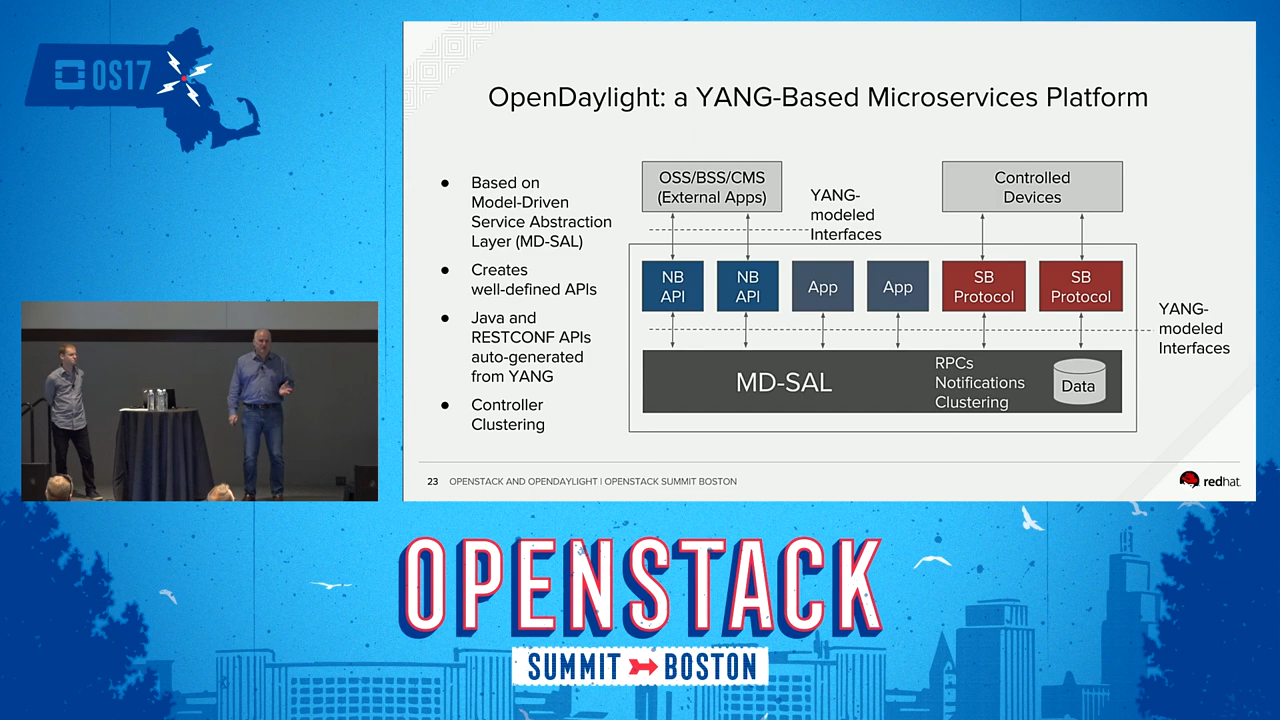 OS17
OpenDaylight: a YANG-Based Microservices Platform
● Based on
Model-Driven
Service Abstraction
Layer (MD-SAL)
● Creates
well-defined APIs
● Java and
RESTCONF APIs
auto-generated
from YANG
● Controller
Clustering
OSS/BSS/CMS
(External Apps)
YANG-
modeled
Interfaces
Controlled
Devices
NB
API
NB
API
App
App
SB
Protocol
SB
Protocol
YANG-
modeled
Interfaces
MD-SAL
RPCs
Notifications
Clustering
Data
23 OPENSTACK AND OPENDAYLIGHT | OPENSTACK SUMMIT BOSTON
redhat.
OPENSTACK
SUMMIT BOSTON